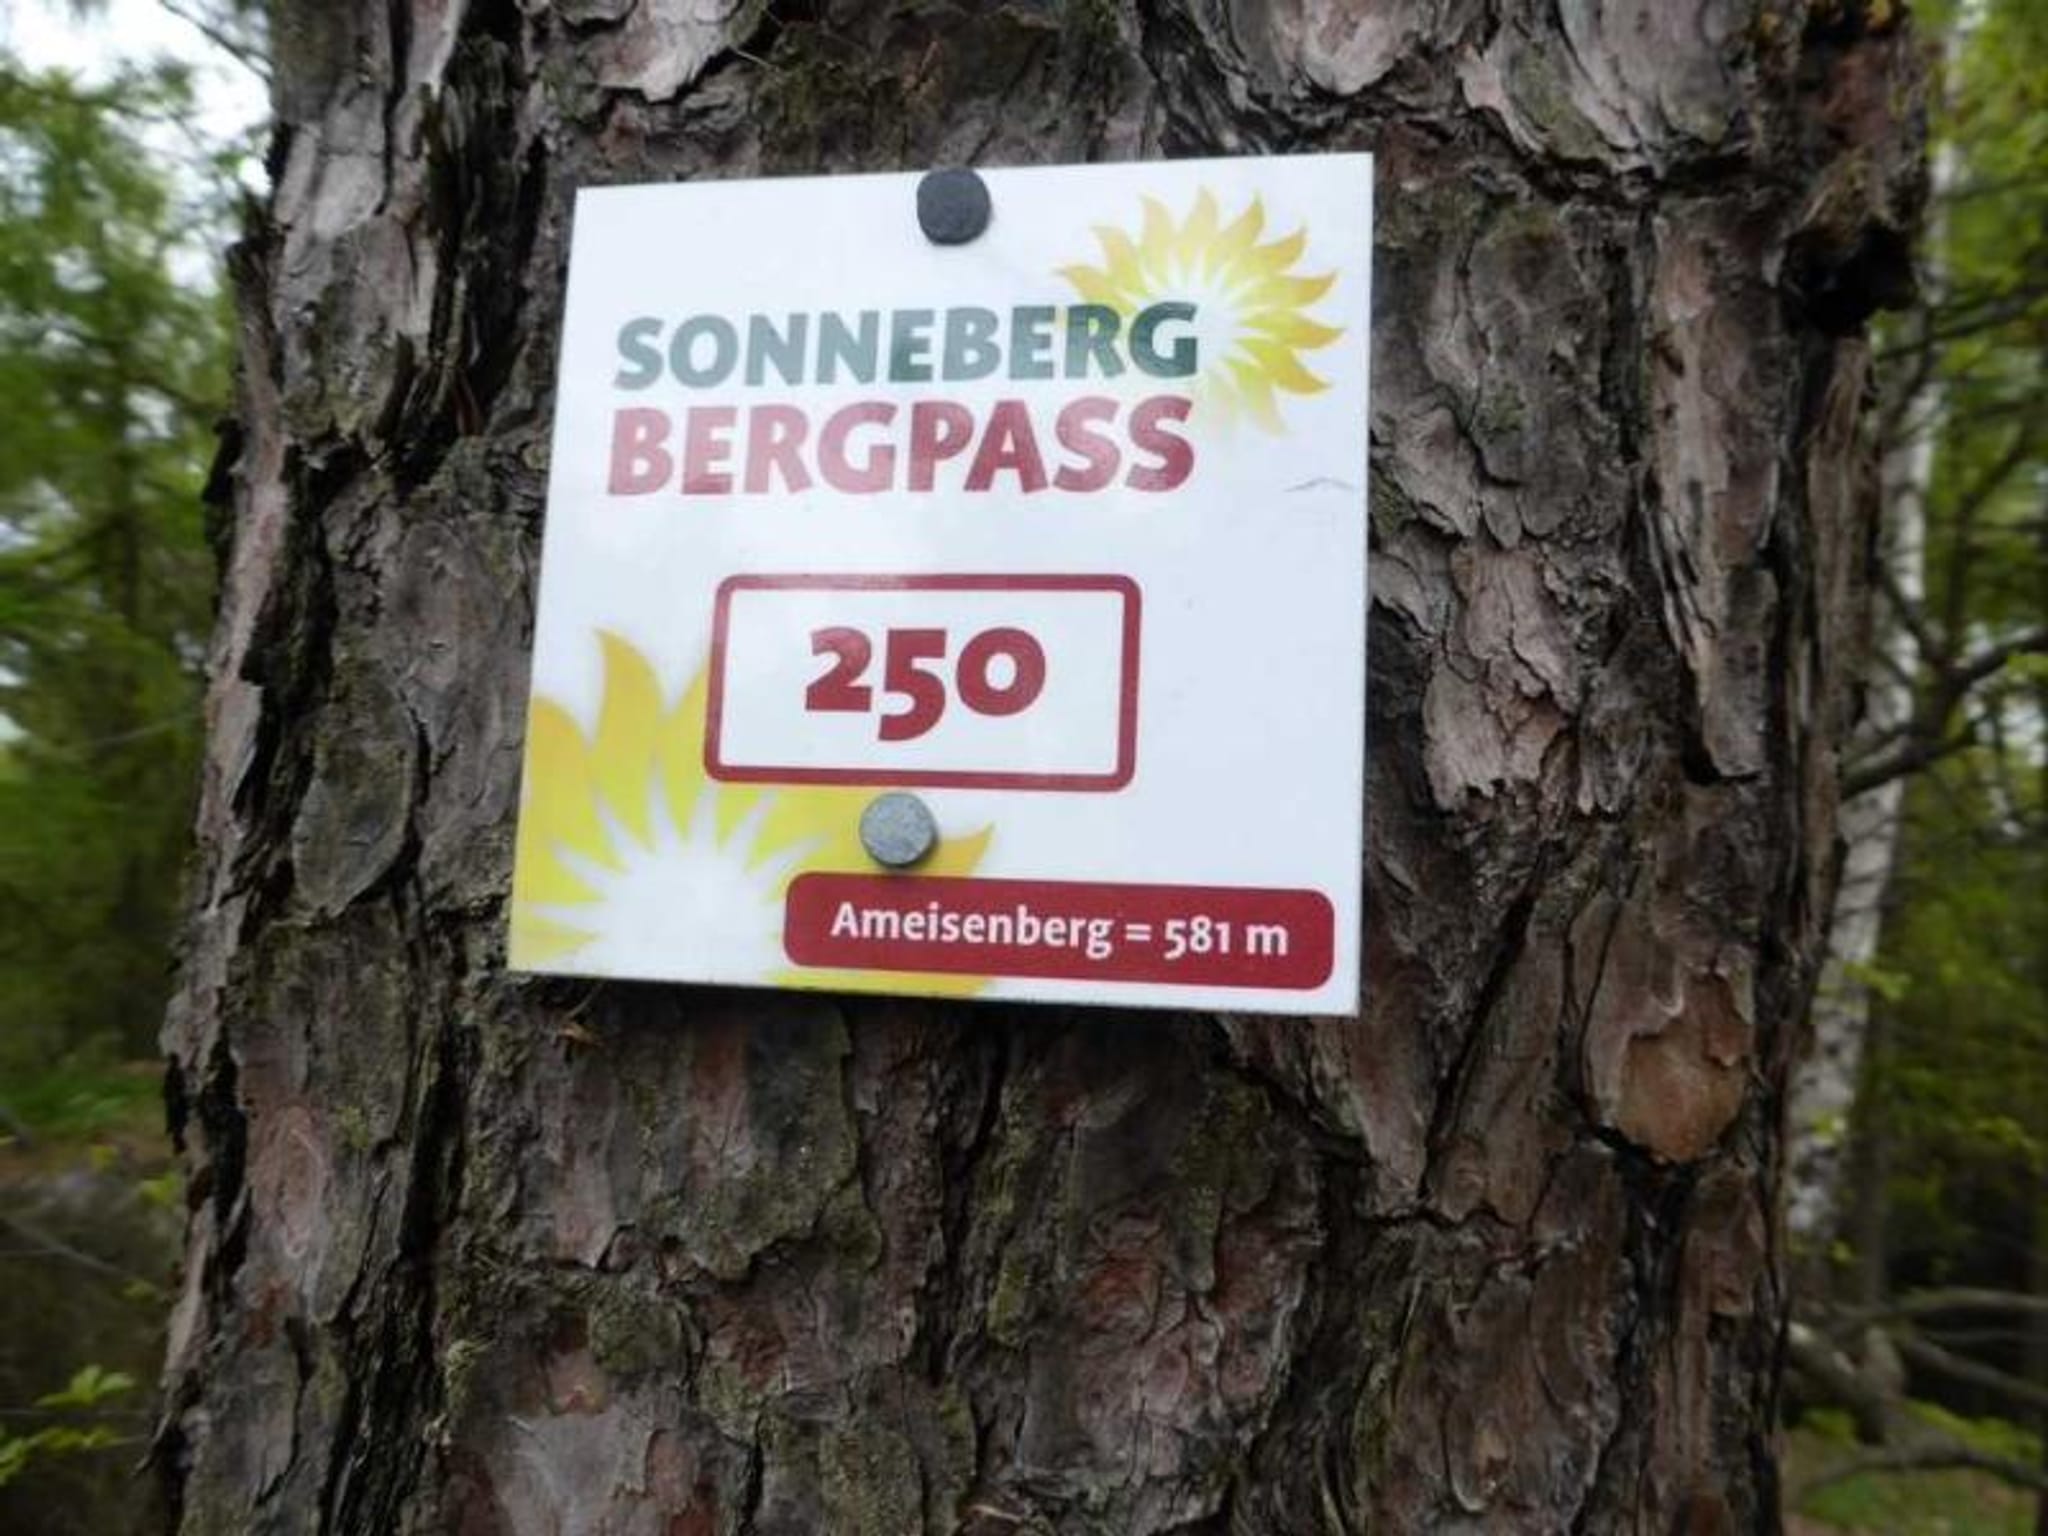 SONNEBERG
BERGPASS
250
Ameisenberg = 581 m